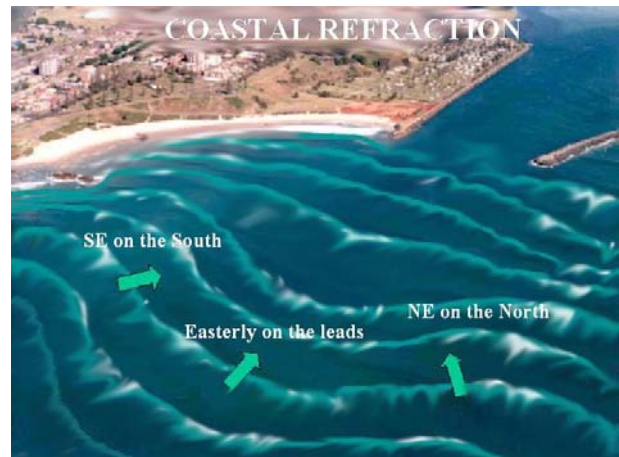 COASTAL REFRACTION
SE on the South
Easterly on the leads
NE on the North